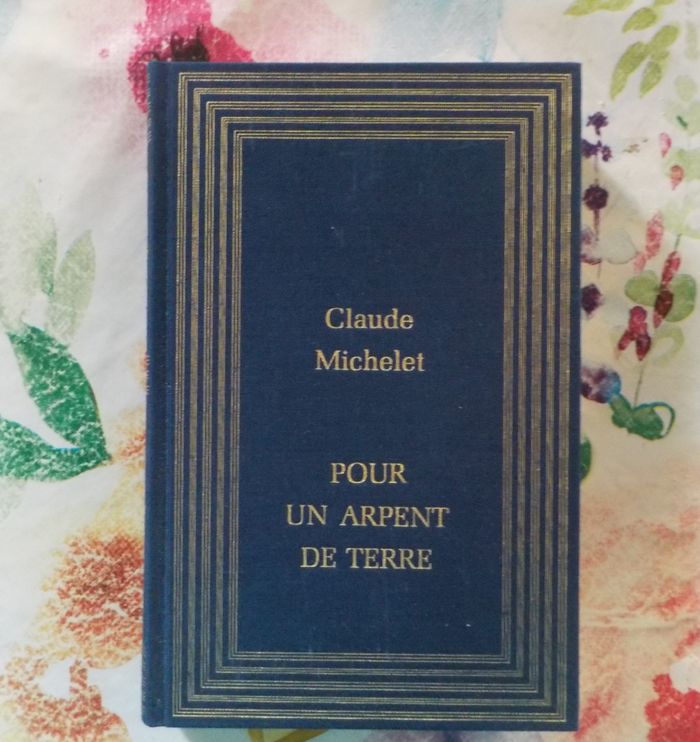 Claude
Michelet
POUR
UN ARPENT
DE TERRE